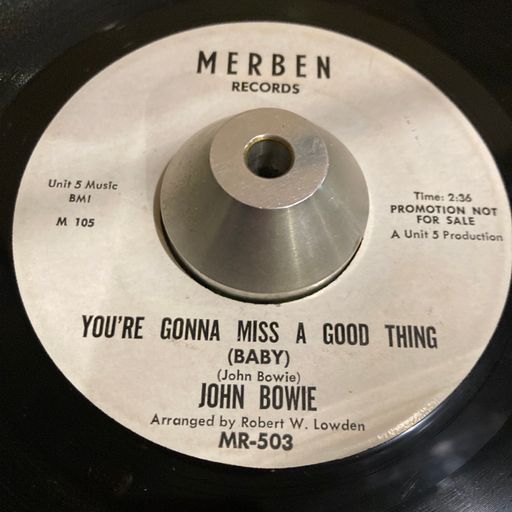 MERBEN
RECORDS
Unit 5 Music
BMI
M 105
Time: 2:36
PROMOTION NOT
FOR SALE
A Unit 5 Production
YOU'RE GONNA MISS A GOOD THING
(BABY)
(John Bowie)
JOHN BOWIE
Arranged by Robert W. Lowden
MR-503